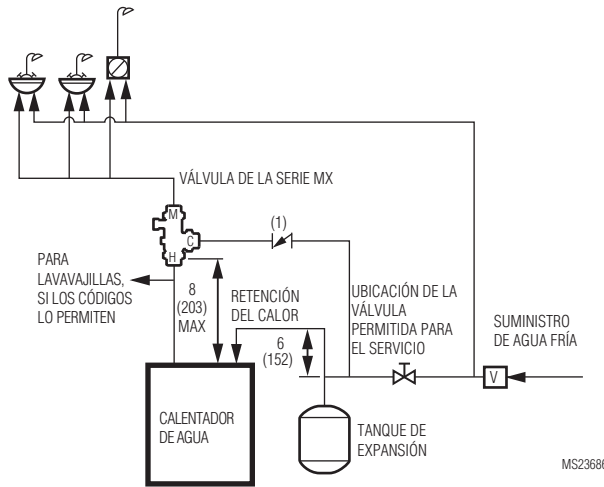 VÁLVULA DE LA SERIE MX
M
C
H
(1)
PARA
LAVAVAJILLAS,
SI LOS CÓDIGOS
LO PERMITEN
8
(203)
MAX
RETENCIÓN
DEL CALOR
6
(152)
UBICACIÓN DE LA
VÁLVULA
PERMITIDA PARA
EL SERVICIO
SUMINISTRO
DE AGUA FRÍA
V
CALENTADOR
DE AGUA
TANQUE DE
EXPANSIÓN
MS23686